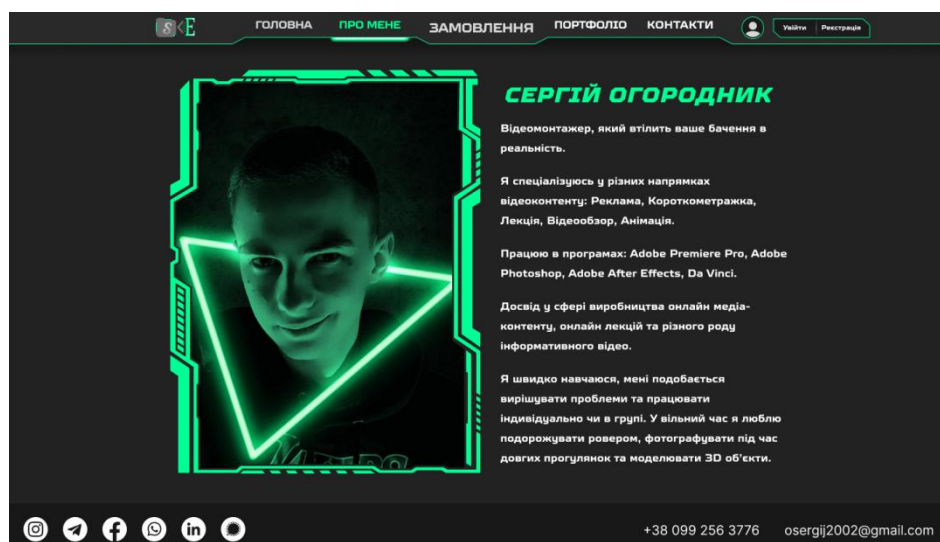 SKE
ГОЛОВНА ПРО МЕНЕ ЗАМОВЛЕННЯ ПОРТФОЛІО КОНТАКТИ Увійти Реєстрація
СЕРГІЙ ОГОРОДНИК
Відеомонтажер, який втілить ваше бачення в
реальність.
Я спеціалізуюсь у різних напрямках
відеоконтенту: Реклама, Короткометражка,
Лекція, Відеообзор, Анімація.
Працюю в програмах: Adobe Premiere Pro, Adobe
Photoshop, Adobe After Effects, Da Vinci.
Досвід у сфері виробництва онлайн медіа-
контенту, онлайн лекцій та різного роду
інформативного відео.
Я швидко навчаюся, мені подобається
вирішувати проблеми та працювати
індивідуально чи в групі. У вільний час я люблю
подорожувати ровером, фотографувати під час
довгих прогулянок та моделювати 3D об'єкти.
+38 099 256 3776 osergij2002@gmail.com